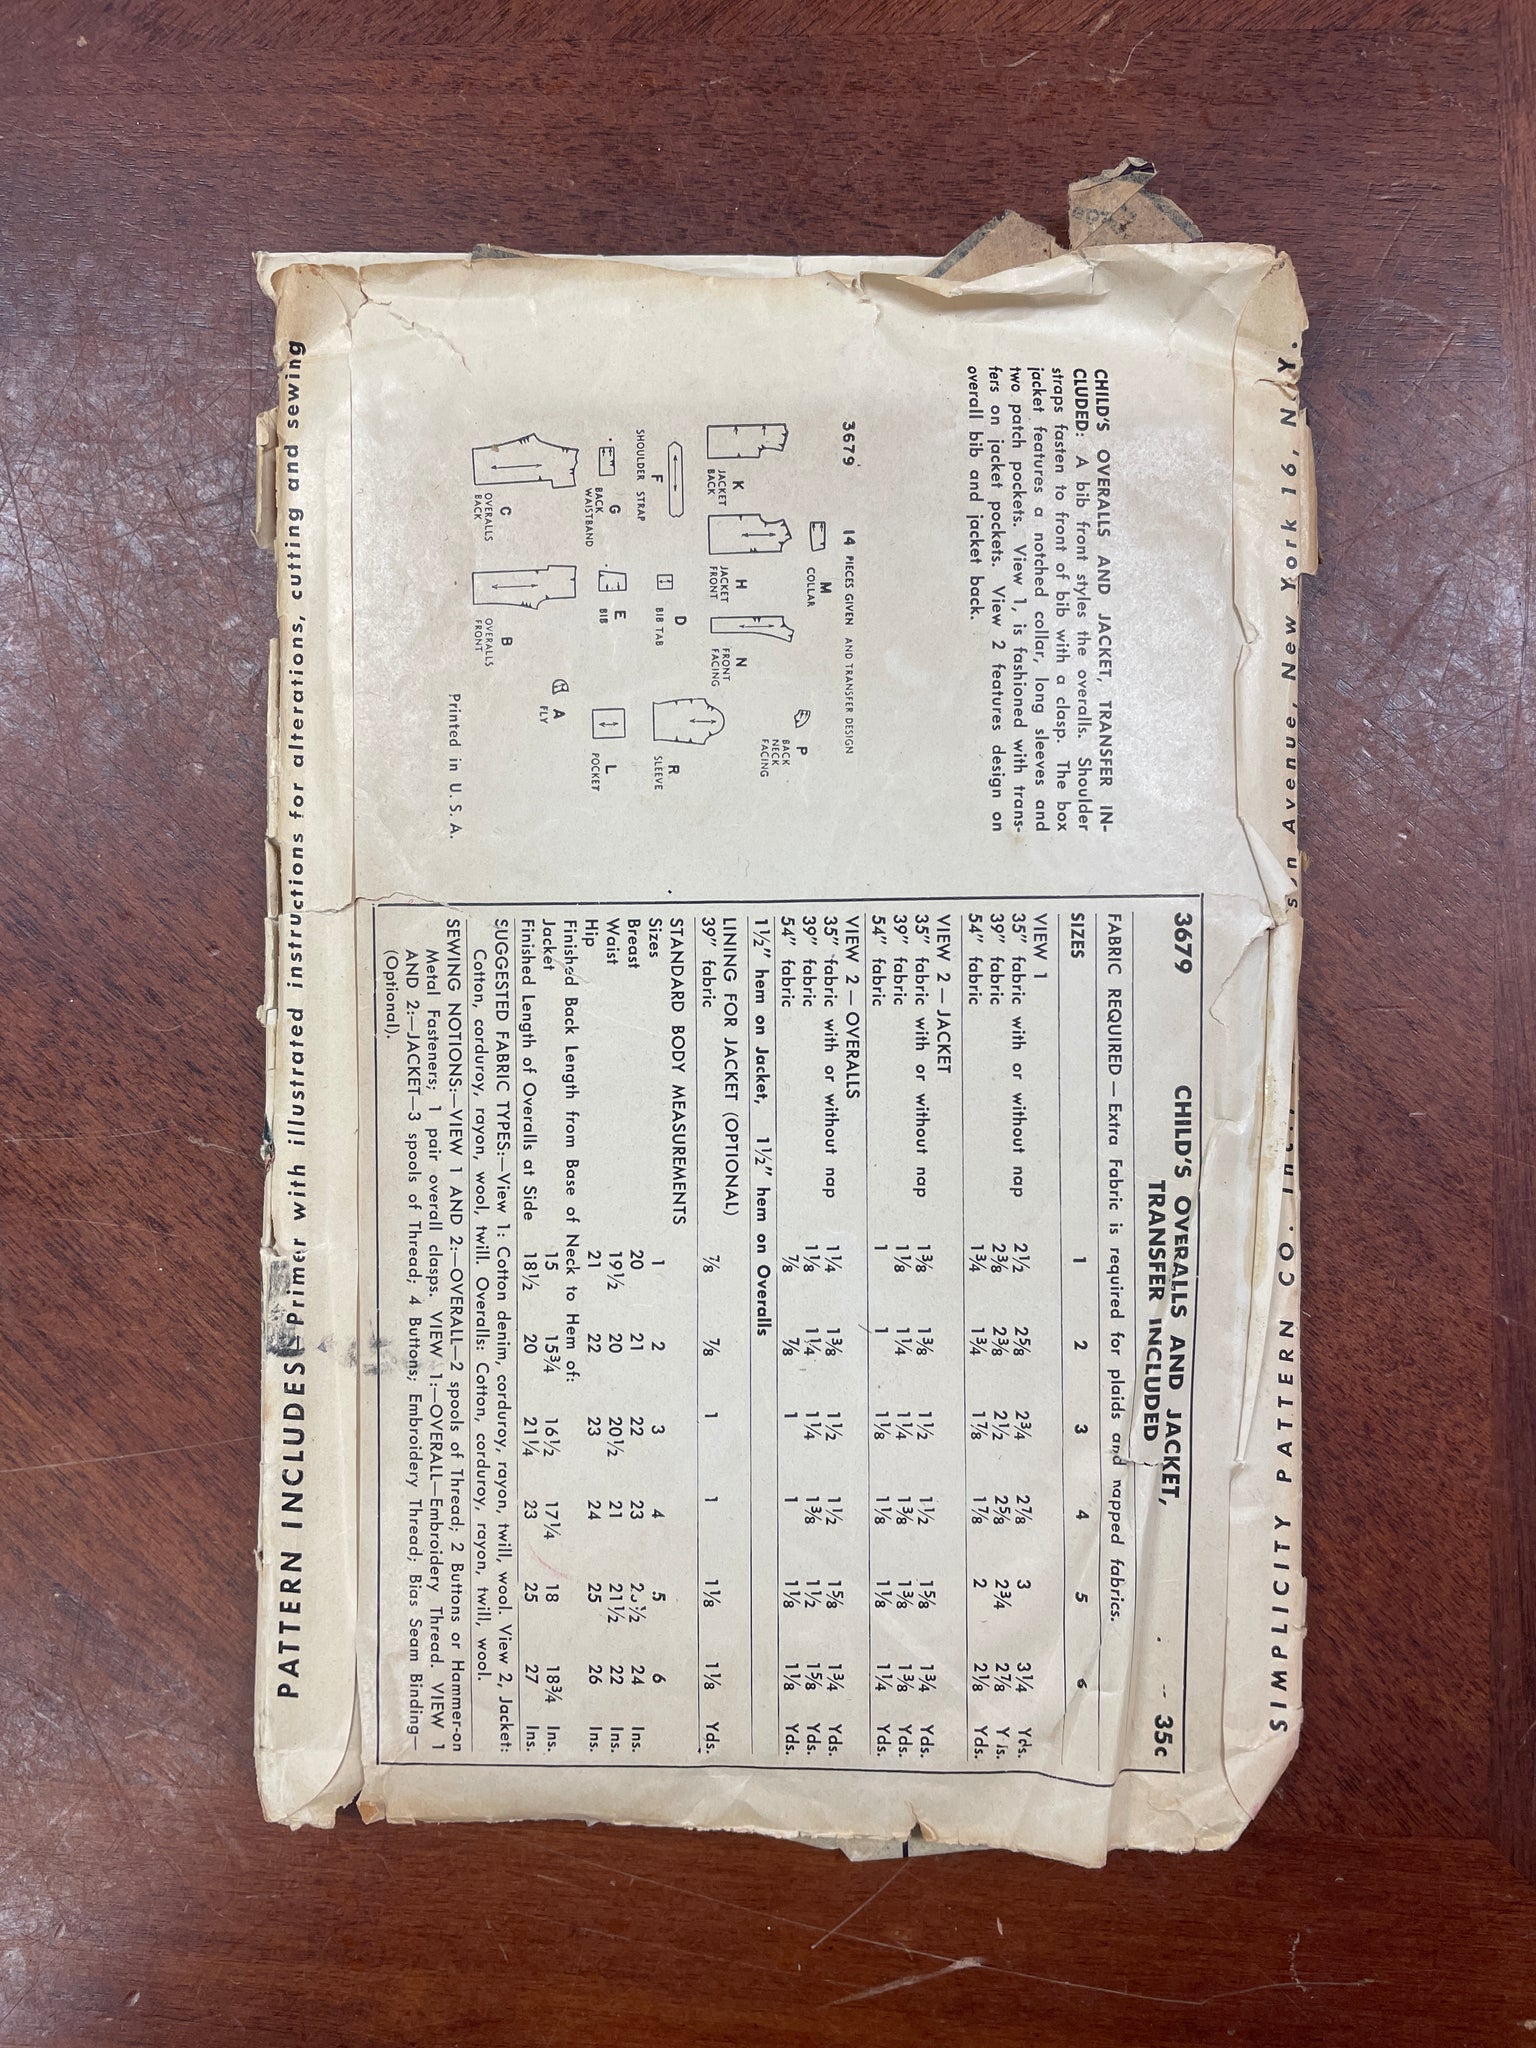 SIMPLICITY PATTERN CO. New York 16, N. Y.
CHILD'S OVERALLS AND JACKET, TRANSFER IN-
CLUDED: A bib front styles the overalls. Shoulder
straps fasten to front of bib with a clasp. The box
jacket features a notched collar, long sleeves and
two patch pockets. View 1, is fashioned with trans-
fers on jacket pockets. View 2 features design on
overall bib and jacket back.
3679 14 PIECES GIVEN AND TRANSFER DESIGN
M
COLLAR
P
BACK
NECK
FACING
K
JACKET
BACK
H
JACKET
FRONT
N
FRONT
FACING
R
SLEEVE
F
SHOULDER STRAP
D
BIB TAB
G
BACK
WAISTBAND
E
BIB
L
POCKET
A
FLY
C
OVERALLS
BACK
B
OVERALLS
FRONT
Printed in U. S. A.
3679 CHILD'S OVERALLS AND JACKET, 35c
TRANSFER INCLUDED
FABRIC REQUIRED — Extra Fabric is required for plaids and napped fabrics.
SIZES 1 2 3 4 5 6
VIEW 1
35" fabric with or without nap 2½ 2⅝ 2¾ 2⅞ 3 3¼ Yds.
39" fabric 2⅜ 2⅜ 2½ 2⅝ 2¾ 2⅞
54" fabric 1¾ 1¾ 1⅞ 1⅞ 2 2⅛ Yds.
VIEW 2 — JACKET
35" fabric with or without nap 1⅜ 1⅜ 1½ 1½ 1⅝ 1¾ Yds.
39" fabric 1⅛ 1¼ 1¼ 1⅜ 1⅜ 1⅜ Yds.
54" fabric 1 1 1⅛ 1⅛ 1⅛ 1¼ Yds.
VIEW 2 — OVERALLS
35" fabric with or without nap 1¼ 1⅜ 1½ 1½ 1⅝ 1¾ Yds.
39" fabric 1⅛ 1¼ 1¼ 1⅜ 1½ 1⅝ Yds.
54" fabric ⅞ ⅞ 1 1 1⅛ 1⅛ Yds.
1½" hem on Jacket, 1½" hem on Overalls
LINING FOR JACKET (OPTIONAL)
39" fabric ⅞ ⅞ 1 1 1⅛ 1⅛ Yds.
STANDARD BODY MEASUREMENTS
Sizes 1 2 3 4 5 6
Breast 20 21 22 23 24 Ins.
Waist 19½ 20 20½ 21 21½ 22 Ins.
Hip 21 22 23 24 25 26 Ins.
Finished Back Length from Base of Neck to Hem of:
Jacket 15 15¾ 16½ 17¼ 18 18¾ Ins.
Finished Length of Overalls at Side 18½ 20 21¼ 23 25 27 Ins.
SUGGESTED FABRIC TYPES:—View 1: Cotton denim, corduroy, rayon, twill, wool. View 2, Jacket:
Cotton, corduroy, rayon, wool, twill. Overalls: Cotton, corduroy, rayon, twill, wool.
SEWING NOTIONS:—VIEW 1 AND 2:—OVERALL—2 spools of Thread; 2 Buttons or Hammer-on
Metal Fasteners; 1 pair overall clasps. VIEW 1:—OVERALL—Embroidery Thread. VIEW 1
AND 2:—JACKET—3 spools of Thread; 4 Buttons; Embroidery Thread; Bias Seam Binding—
(Optional).
PATTERN INCLUDES—Primer with illustrated instructions for alterations, cutting and sewing